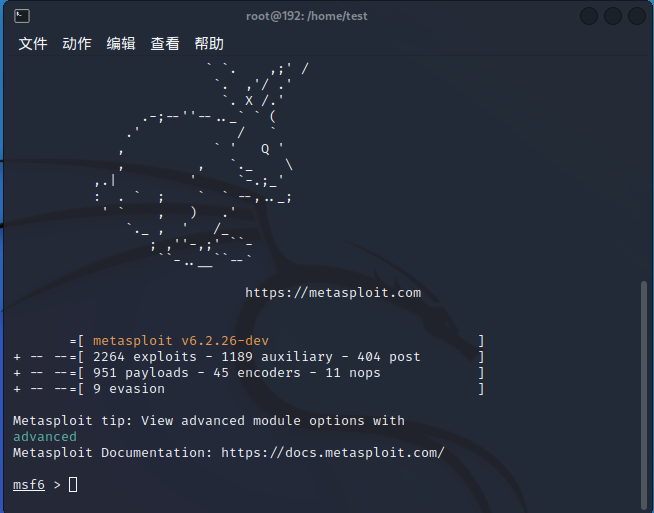 root@192: /home/test
文件 动作 编辑 查看 帮助
https://metasploit.com
=[ metasploit v6.2.26-dev ]
+ -- --=[ 2264 exploits - 1189 auxiliary - 404 post ]
+ -- --=[ 951 payloads - 45 encoders - 11 nops ]
+ -- --=[ 9 evasion ]
Metasploit tip: View advanced module options with
advanced
Metasploit Documentation: https://docs.metasploit.com/
msf6 >